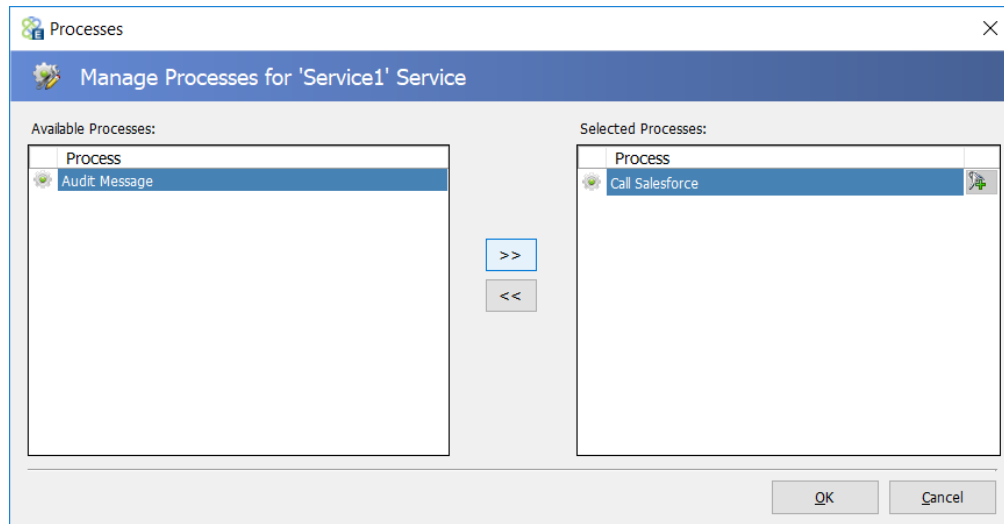 Processes
Manage Processes for 'Service1' Service
Available Processes:
Selected Processes:
Process
Audit Message
Process
Call Salesforce
>>
<<
OK
Cancel